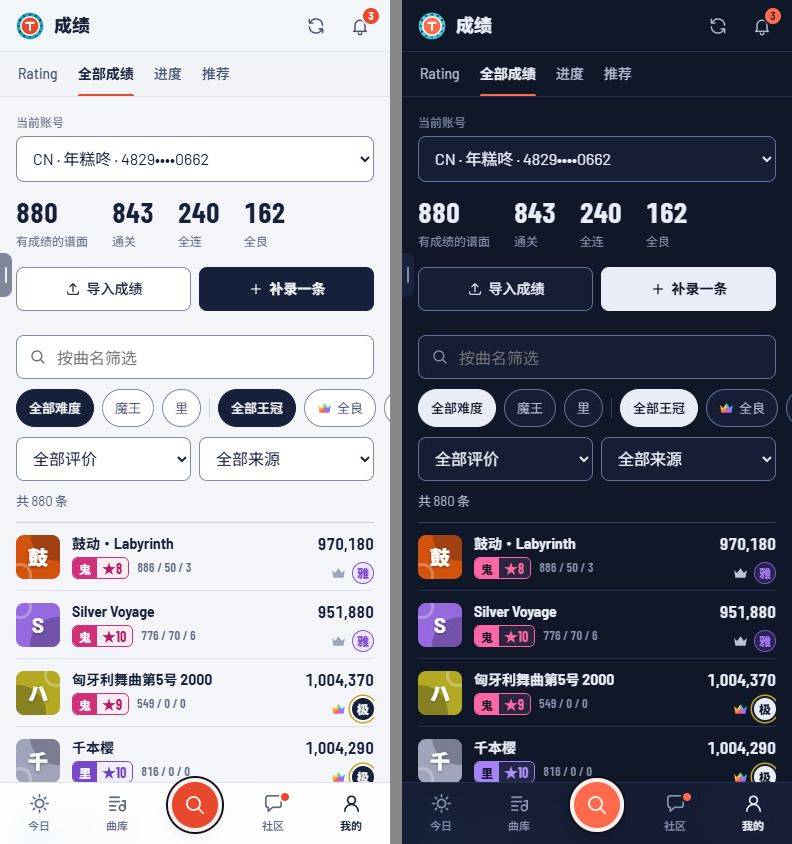 成绩
3
Rating 全部成绩 进度 推荐
当前账号
CN · 年糕咚 · 4829••••0662
880 843 240 162
有成绩的谱面 通关 全连 全良
导入成绩 + 补录一条
按曲名筛选
全部难度 魔王 里 全部王冠 全良
全部评价 全部来源
共 880 条
鼓 鼓动・Labyrinth 970,180
鬼 ★8 886 / 50 / 3 雅
S Silver Voyage 951,880
鬼 ★10 776 / 70 / 6 雅
八 匈牙利舞曲第5号 2000 1,004,370
鬼 ★9 549 / 0 / 0 极
千 千本樱 1,004,290
里 ★10 816 / 0 / 0 极
今日 曲库 社区 我的
成绩
3
Rating 全部成绩 进度 推荐
当前账号
CN · 年糕咚 · 4829••••0662
880 843 240 162
有成绩的谱面 通关 全连 全良
导入成绩 + 补录一条
按曲名筛选
全部难度 魔王 里 全部王冠 全良
全部评价 全部来源
共 880 条
鼓 鼓动・Labyrinth 970,180
鬼 ★8 886 / 50 / 3 雅
S Silver Voyage 951,880
鬼 ★10 776 / 70 / 6 雅
八 匈牙利舞曲第5号 2000 1,004,370
鬼 ★9 549 / 0 / 0 极
千 千本樱 1,004,290
里 ★10 816 / 0 / 0 极
今日 曲库 社区 我的